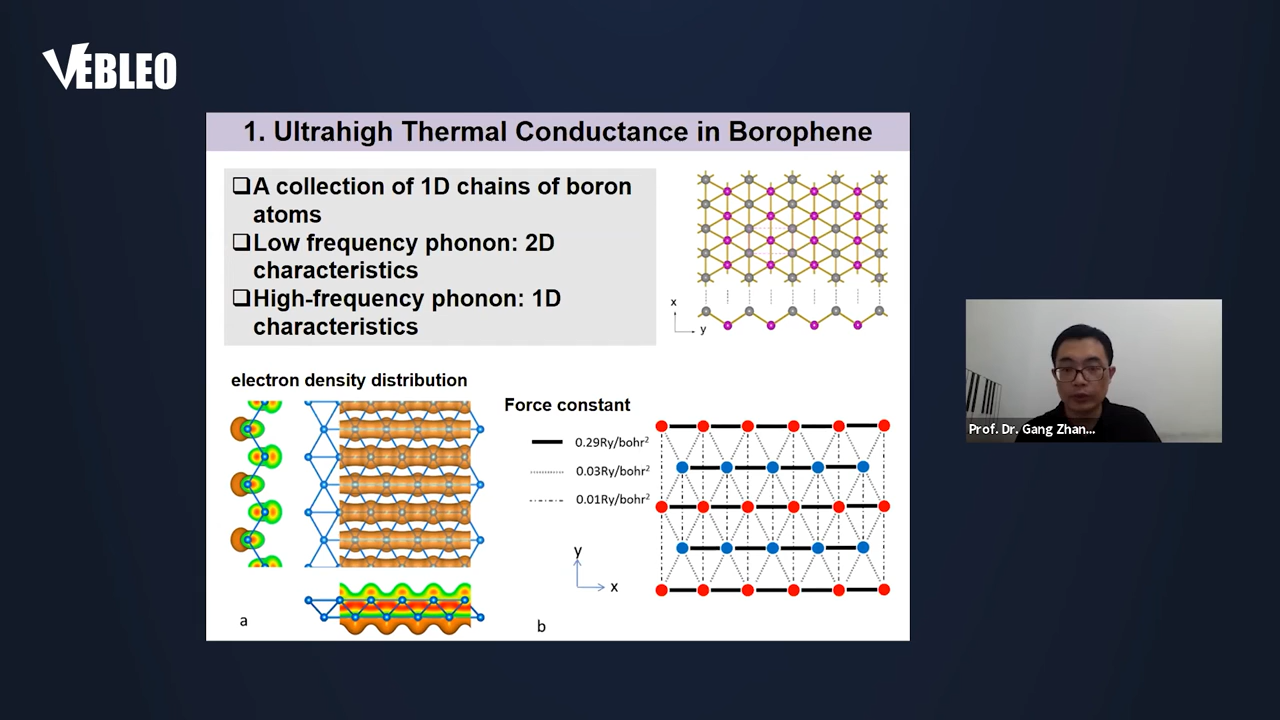 VEBLEO
1. Ultrahigh Thermal Conductance in Borophene
❑A collection of 1D chains of boron
atoms
❑Low frequency phonon: 2D
characteristics
❑High-frequency phonon: 1D
characteristics
x
y
electron density distribution
Force constant
0.29Ry/bohr²
0.03Ry/bohr²
0.01Ry/bohr²
y
x
a
b
Prof. Dr. Gang Zhan...